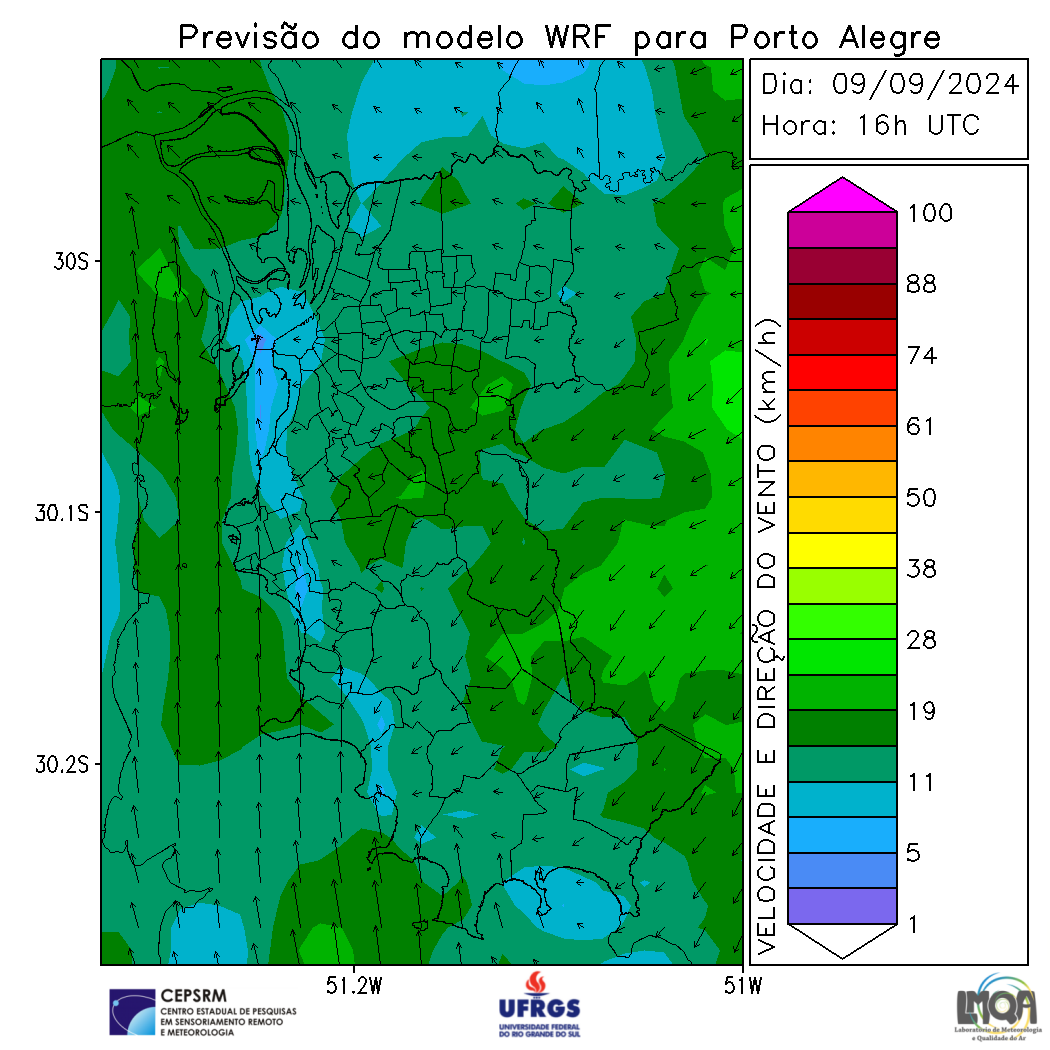 Previsão do modelo WRF para Porto Alegre
Dia: 09/09/2024
Hora: 16h UTC
30S
30.1S
30.2S
51.2W
51W
VELOCIDADE E DIREÇÃO DO VENTO (km/h)
100
88
74
61
50
38
28
19
11
5
1
CEPSRM
CENTRO ESTADUAL DE PESQUISAS
EM SENSORIAMENTO REMOTO
E METEOROLOGIA
UFRGS
UNIVERSIDADE FEDERAL
DO RIO GRANDE DO SUL
LMQA
Laboratório de Meteorologia
e Qualidade do Ar